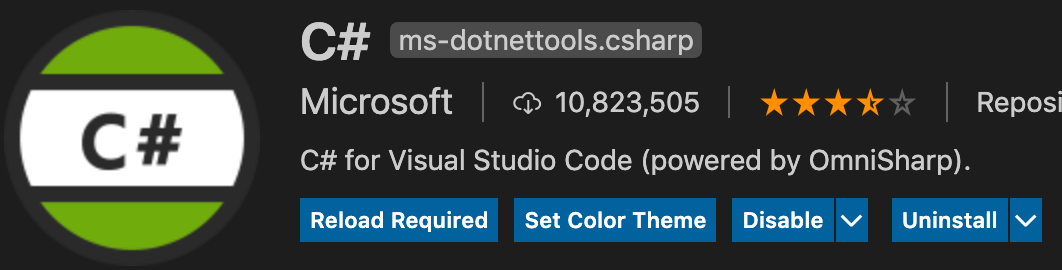 C#
C# ms-dotnettools.csharp
Microsoft 10,823,505
C# for Visual Studio Code (powered by OmniSharp).
Reload Required Set Color Theme Disable Uninstall